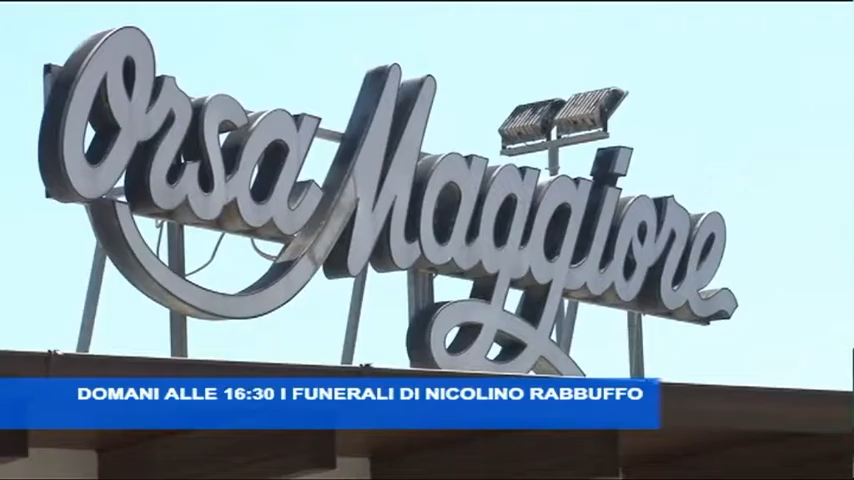 Orsa Maggiore
DOMANI ALLE 16:30 I FUNERALI DI NICOLINO RABBUFFO